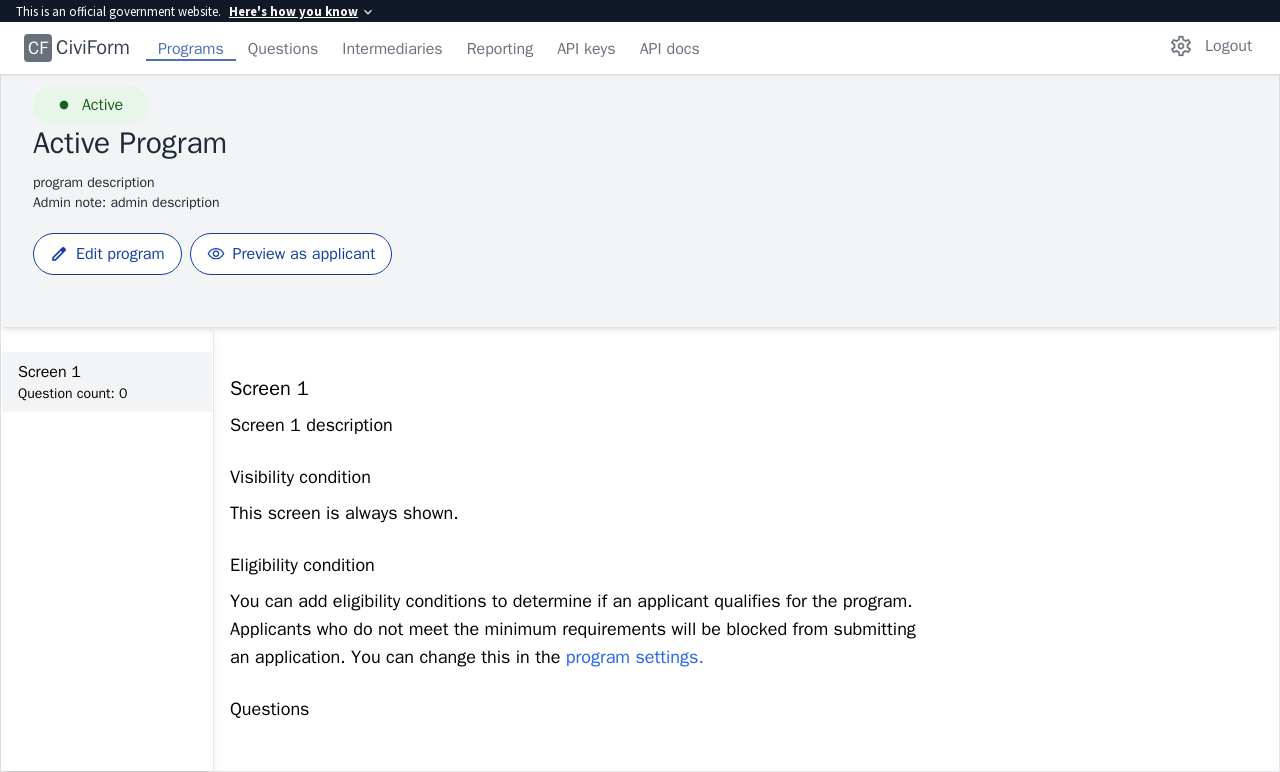 This is an official government website. Here's how you know
CF CiviForm Programs Questions Intermediaries Reporting API keys API docs Logout
Active
Active Program
program description
Admin note: admin description
Edit program Preview as applicant
Screen 1
Question count: 0
Screen 1
Screen 1 description
Visibility condition
This screen is always shown.
Eligibility condition
You can add eligibility conditions to determine if an applicant qualifies for the program.
Applicants who do not meet the minimum requirements will be blocked from submitting
an application. You can change this in the program settings.
Questions